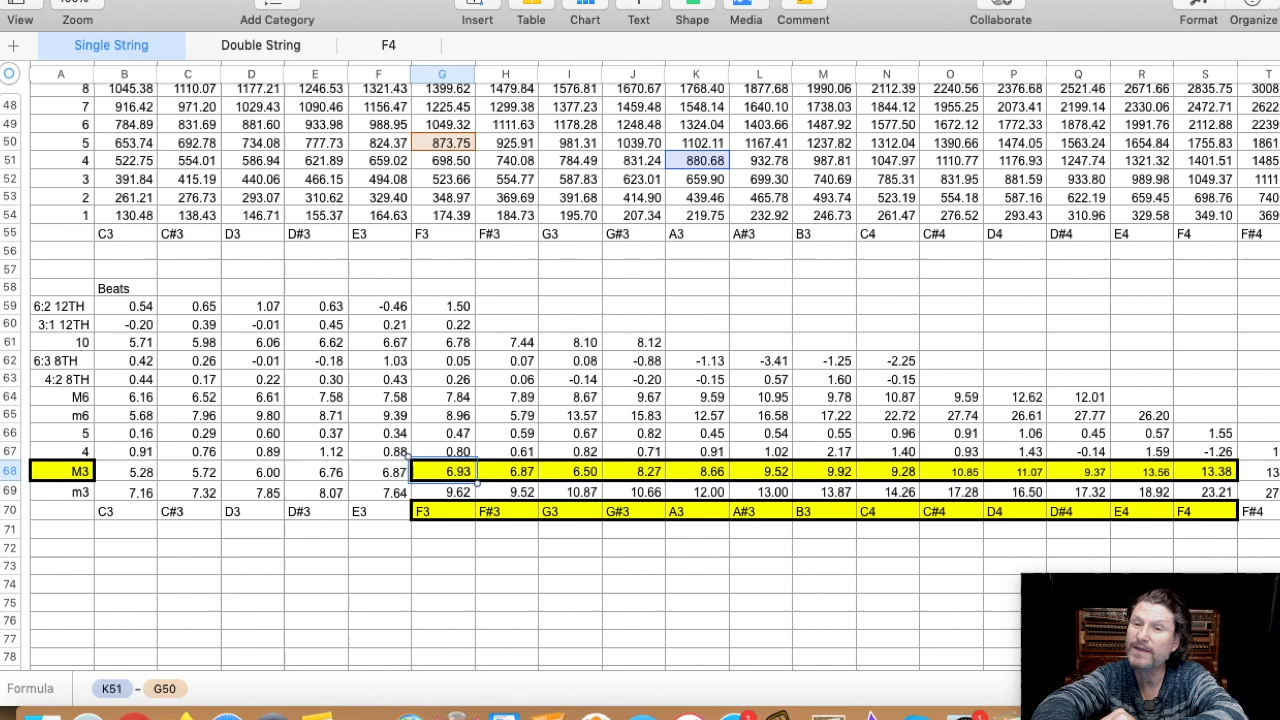 Zoom Add Category Insert Table Chart Text Shape Media Comment Collaborate Format Organize
Single String Double String F4
A B C D E F G H I J K L M N O P Q R S T
8 1045.38 1110.07 1177.21 1246.53 1321.43 1399.62 1479.84 1576.81 1670.67 1768.40 1877.68 1990.06 2112.39 2240.56 2376.68 2521.46 2671.66 2835.75 3008
48 7 916.42 971.20 1029.43 1090.46 1156.47 1225.45 1299.38 1377.23 1459.48 1548.14 1640.10 1738.03 1844.12 1955.25 2073.41 2199.14 2330.06 2472.71 2622
49 6 784.89 831.69 881.60 933.98 988.95 1049.32 1111.63 1178.28 1248.48 1324.04 1403.66 1487.92 1577.50 1672.12 1772.33 1878.42 1991.76 2112.88 2239
50 5 653.74 692.78 734.08 777.73 824.37 873.75 925.91 981.31 1039.70 1102.11 1167.41 1237.82 1312.04 1390.66 1474.05 1563.24 1654.84 1755.83 1861
51 4 522.75 554.01 586.94 621.89 659.02 698.50 740.08 784.49 831.24 880.68 932.78 987.81 1047.97 1110.77 1176.93 1247.74 1321.32 1401.51 1485
52 3 391.84 415.19 440.06 466.15 494.08 523.66 554.77 587.83 623.01 659.90 699.30 740.69 785.31 831.95 881.59 933.80 989.98 1049.37 1111
53 2 261.21 276.73 293.07 310.62 329.40 348.97 369.69 391.68 414.90 439.46 465.78 493.74 523.19 554.18 587.16 622.19 659.45 698.76 740
54 1 130.48 138.43 146.71 155.37 164.63 174.39 184.73 195.70 207.34 219.75 232.92 246.73 261.47 276.52 293.43 310.96 329.58 349.10 369
55 C3 C#3 D3 D#3 E3 F3 F#3 G3 G#3 A3 A#3 B3 C4 C#4 D4 D#4 E4 F4 F#4
56
57
58 Beats
59 6:2 12TH 0.54 0.65 1.07 0.63 -0.46 1.50
60 3:1 12TH -0.20 0.39 -0.01 0.45 0.21 0.22
61 10 5.71 5.98 6.06 6.62 6.67 6.78 7.44 8.10 8.12
62 6:3 8TH 0.42 0.26 -0.01 -0.18 1.03 0.05 0.07 0.08 -0.88 -1.13 -3.41 -1.25 -2.25
63 4:2 8TH 0.44 0.17 0.22 0.30 0.43 0.26 0.06 -0.14 -0.20 -0.15 0.57 1.60 -0.15
64 M6 6.16 6.52 6.61 7.58 7.58 7.84 7.89 8.67 9.67 9.59 10.95 9.78 10.87 9.59 12.62 12.01
65 m6 5.68 7.96 9.80 8.71 9.39 8.96 5.79 13.57 15.83 12.57 16.58 17.22 22.72 27.74 26.61 27.77 26.20
66 5 0.16 0.29 0.60 0.37 0.34 0.47 0.59 0.67 0.82 0.45 0.54 0.55 0.96 0.91 1.06 0.45 0.57 1.55
67 4 0.91 0.76 0.89 1.12 0.88 0.80 0.61 0.82 0.71 0.91 1.02 2.17 1.40 0.93 1.43 -0.14 1.59 -1.26 1
68 M3 5.28 5.72 6.00 6.76 6.87 6.93 6.87 6.50 8.27 8.66 9.52 9.92 9.28 10.85 11.07 9.37 13.56 13.38 13
69 m3 7.16 7.32 7.85 8.07 7.64 9.62 9.52 10.87 10.66 12.00 13.00 13.87 14.26 17.28 16.50 17.32 18.92 23.21 27
70 C3 C#3 D3 D#3 E3 F3 F#3 G3 G#3 A3 A#3 B3 C4 C#4 D4 D#4 E4 F4 F#4
71
72
73
74
75
76
77
78
Formula K51 - G50